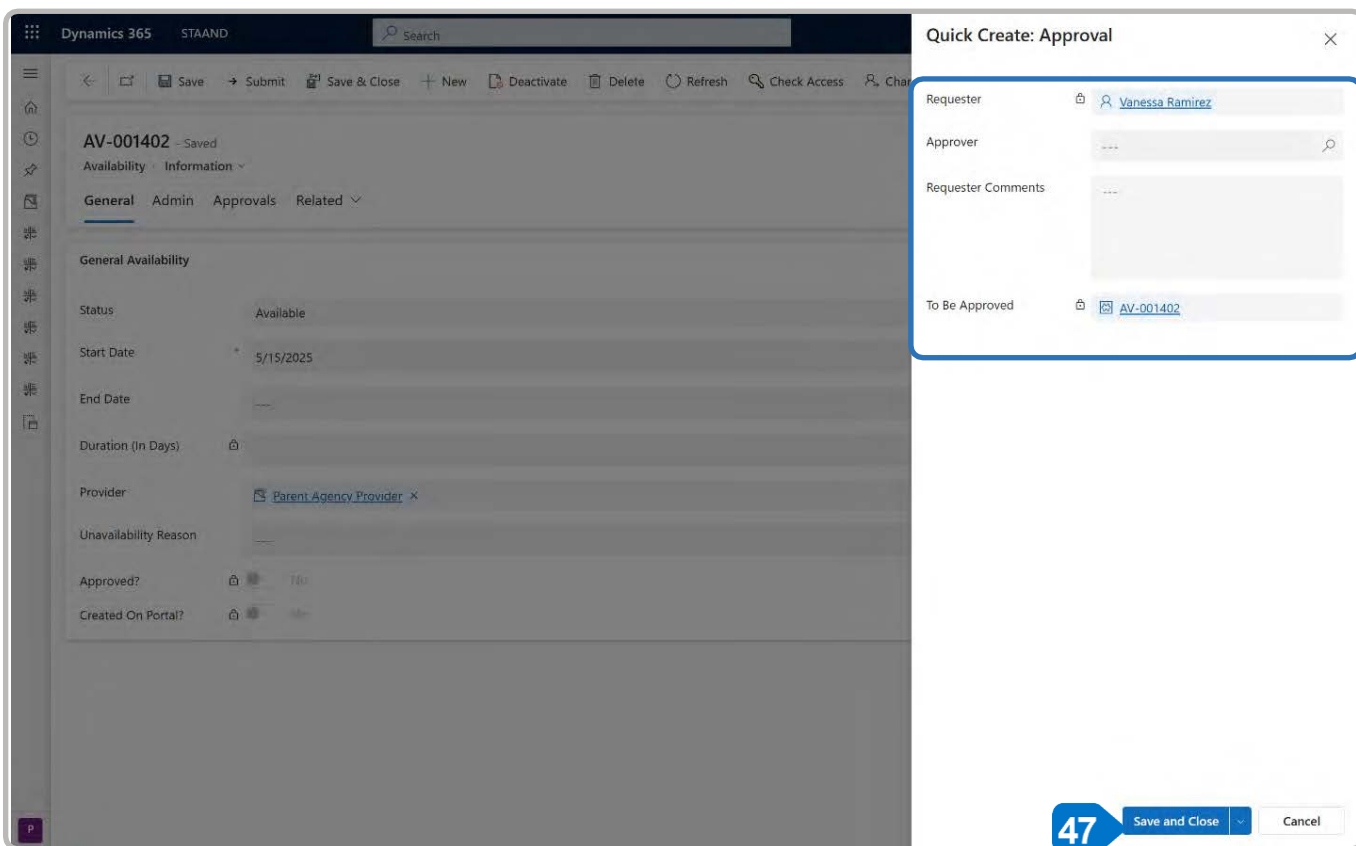 Dynamics 365 STAAND Search
Save Submit Save & Close New Deactivate Delete Refresh Check Access Char
AV-001402 - Saved
Availability Information
General Admin Approvals Related
General Availability
Status Available
Start Date * 5/15/2025
End Date ---
Duration (In Days)
Provider Parent Agency Provider ×
Unavailability Reason ---
Approved? No
Created On Portal? No
P
Quick Create: Approval
Requester Vanessa Ramirez
Approver ---
Requester Comments ---
To Be Approved AV-001402
47 Save and Close Cancel